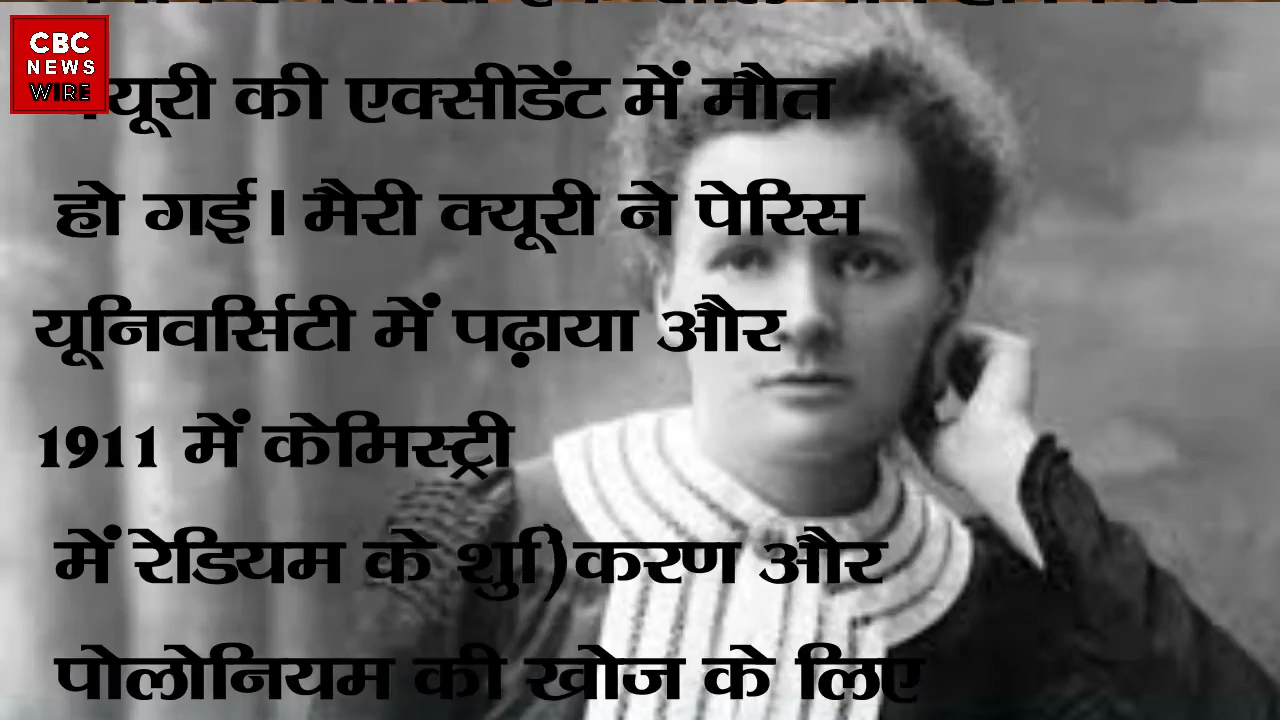 CBC
NEWS
WIRE
क्यूरी की एक्सीडेंट में मौत
हो गई। मैरी क्यूरी ने पेरिस
यूनिवर्सिटी में पढ़ाया और
1911 में केमिस्ट्री
में रेडियम के शुि)करण और
पोलोनियम की खोज के लिए